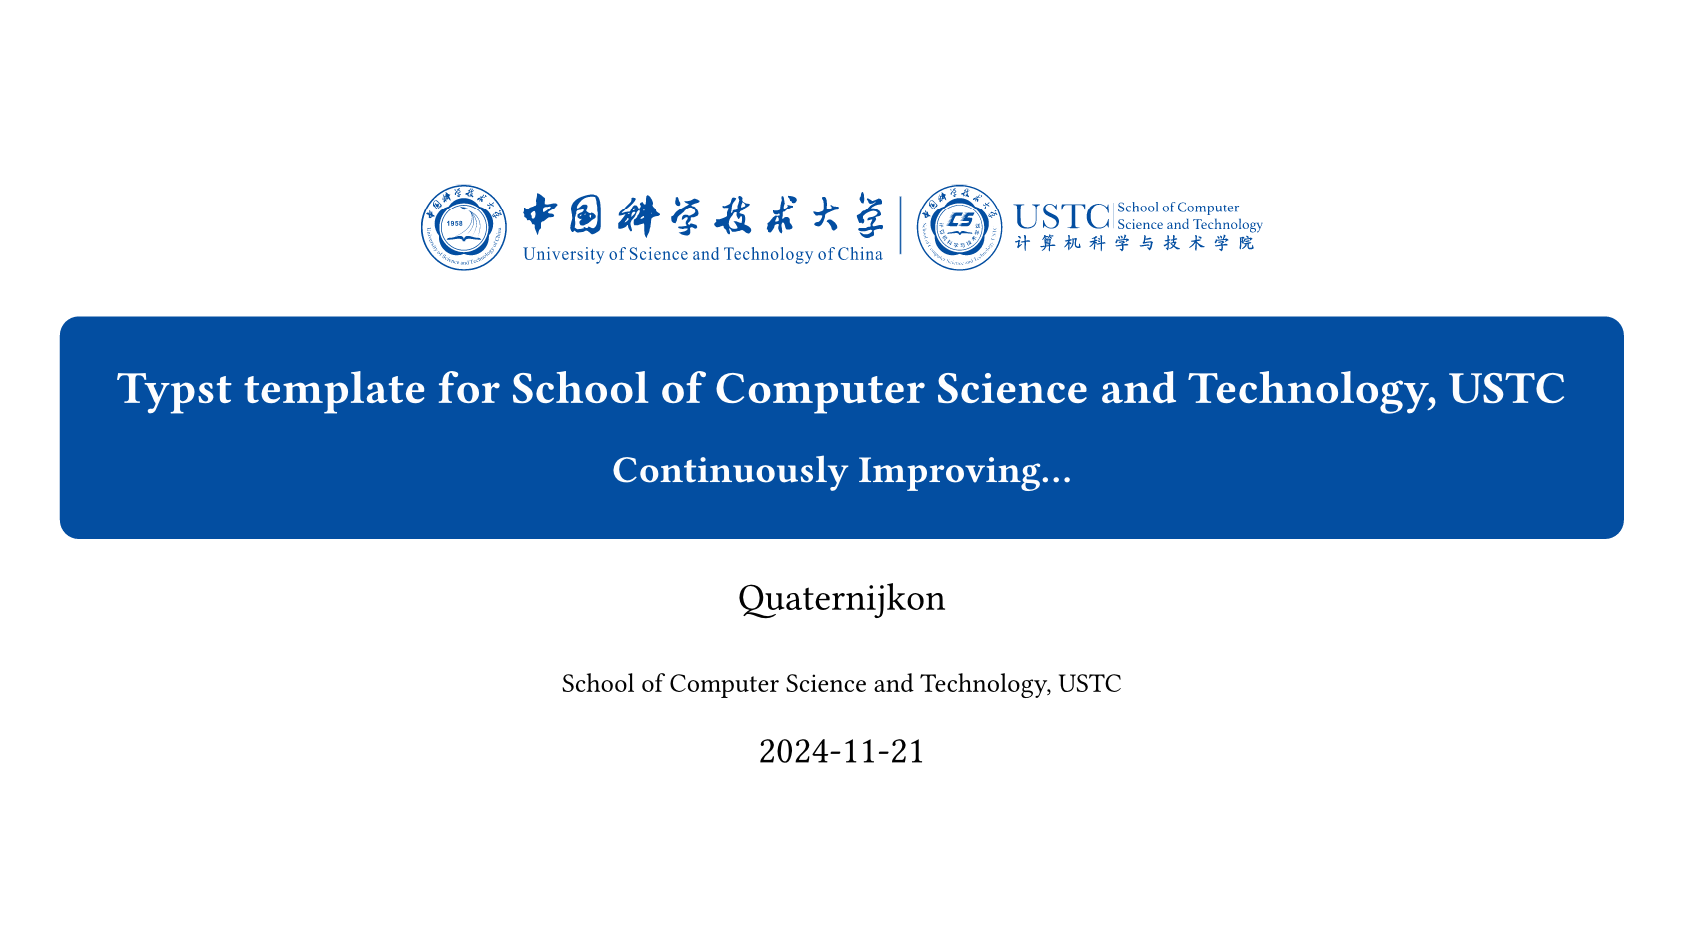 中国科学技术大学
University of Science and Technology of China
1958
CS
USTC
School of Computer
Science and Technology
计算机科学与技术学院
Typst template for School of Computer Science and Technology, USTC
Continuously Improving...
Quaternijkon
School of Computer Science and Technology, USTC
2024-11-21